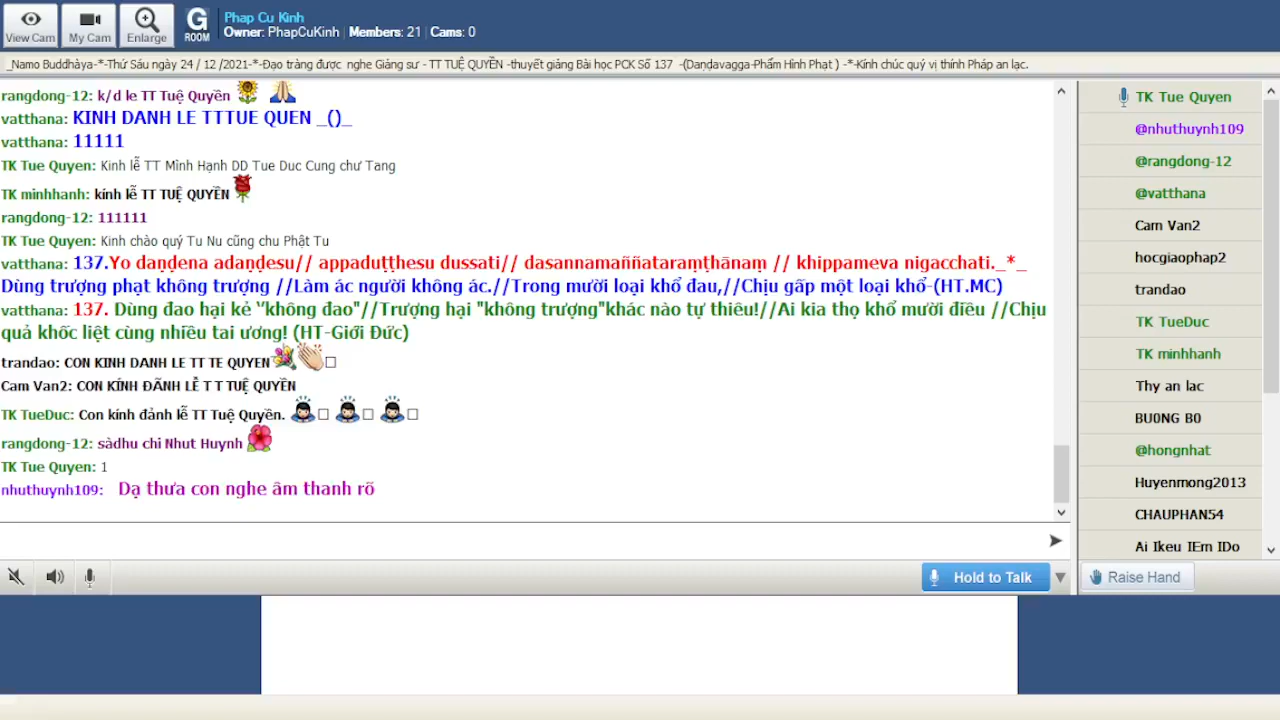 View Cam
My Cam
Enlarge
G
ROOM
Phap Cu Kinh
Owner: PhapCuKinh | Members: 21 | Cams: 0
_Namo Buddhàya-*-Thứ Sáu ngày 24 / 12 /2021-*-Đạo tràng được nghe Giảng sư - TT TUỆ QUYỀN -thuyết giảng Bài học PCK Số 137 -(Daṇḍavagga-Phẩm Hình Phạt ) -*-Kính chúc quý vị thính Pháp an lạc.
rangdong-12: k/d le TT Tuệ Quyền
vatthana: KINH DANH LE TTTUE QUEN _()_
vatthana: 11111
TK Tue Quyen: Kinh lễ TT Minh Hạnh DD Tue Duc Cung chư Tang
TK minhhanh: kính lễ TT TUỆ QUYỀN
rangdong-12: 111111
TK Tue Quyen: Kinh chào quý Tu Nu cũng chu Phật Tu
vatthana: 137.Yo daṇḍena adaṇḍesu// appaduṭṭhesu dussati// dasannamaññataraṃṭhānaṃ // khippameva nigacchati._*_
Dùng trượng phạt không trượng //Làm ác người không ác.//Trong mười loại khổ đau,//Chịu gấp một loại khổ-(HT.MC)
vatthana: 137. Dùng đao hại kẻ “không đao”//Trượng hại "không trượng"khác nào tự thiêu!//Ai kia thọ khổ mười điều //Chịu
quả khốc liệt cùng nhiều tai ương! (HT-Giới Đức)
trandao: CON KINH DANH LE TT TE QUYEN
Cam Van2: CON KÍNH ĐÃNH LỄ T T TUỆ QUYỀN
TK TueDuc: Con kính đảnh lễ TT Tuệ Quyền.
rangdong-12: sàdhu chi Nhut Huynh
TK Tue Quyen: 1
nhuthuynh109: Dạ thưa con nghe âm thanh rõ
TK Tue Quyen
@nhuthuynh109
@rangdong-12
@vatthana
Cam Van2
hocgiaophap2
trandao
TK TueDuc
TK minhhanh
Thy an lac
BU0NG B0
@hongnhat
Huyenmong2013
CHAUPHAN54
Ai Ikeu IEm IDo
Hold to Talk
Raise Hand